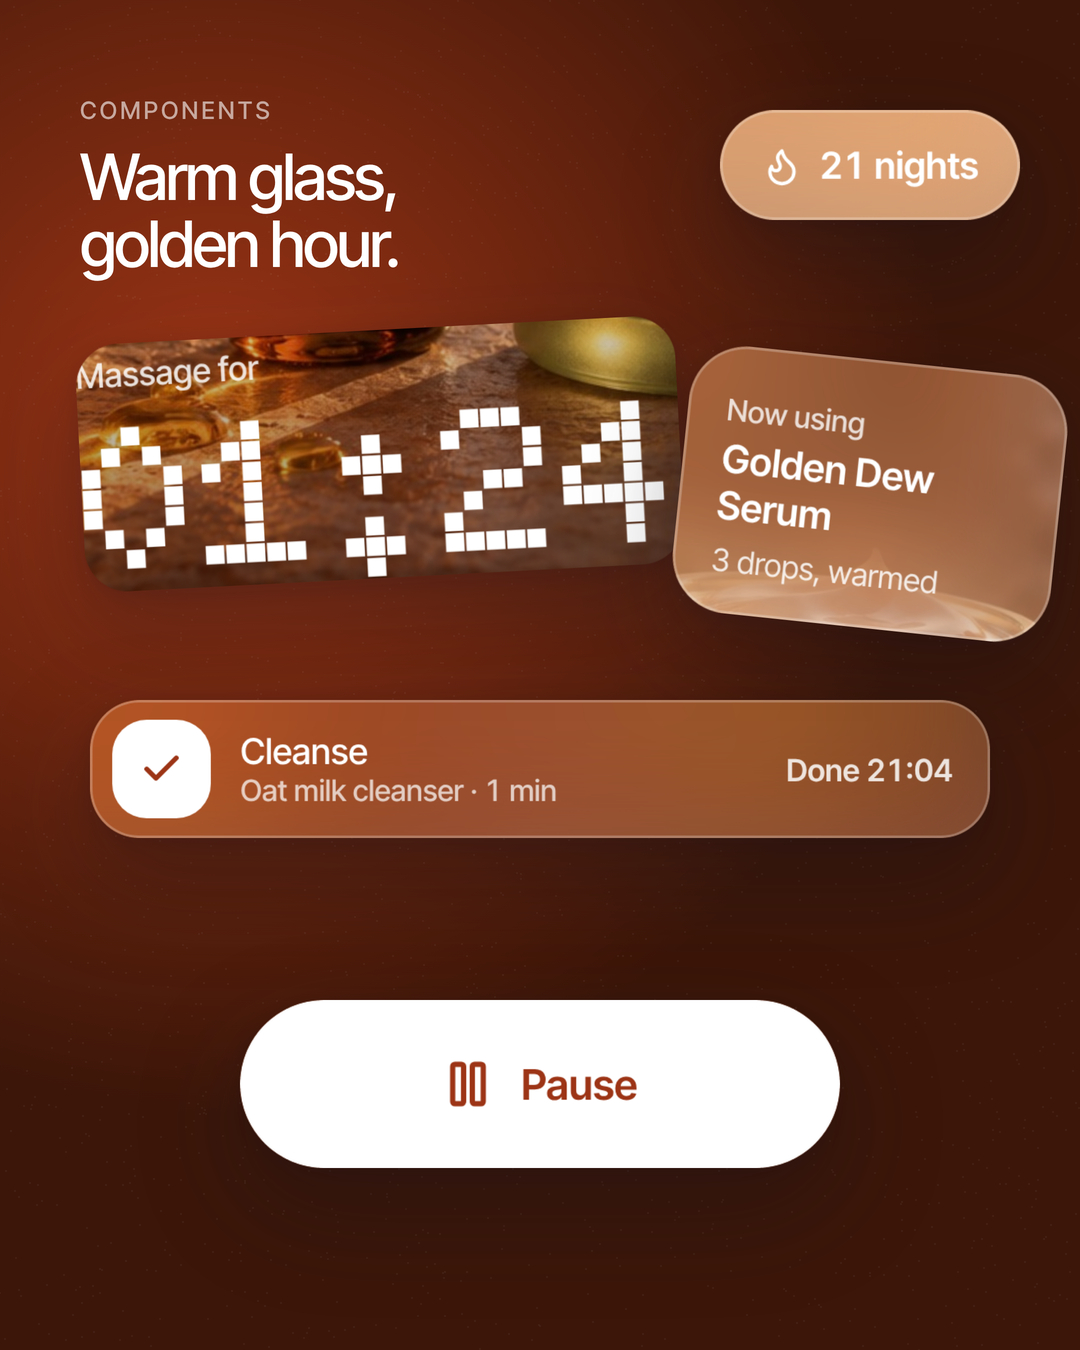 COMPONENTS
Warm glass,
golden hour.
21 nights
Massage for
01:24
Now using
Golden Dew
Serum
3 drops, warmed
Cleanse
Oat milk cleanser · 1 min
Done 21:04
Pause